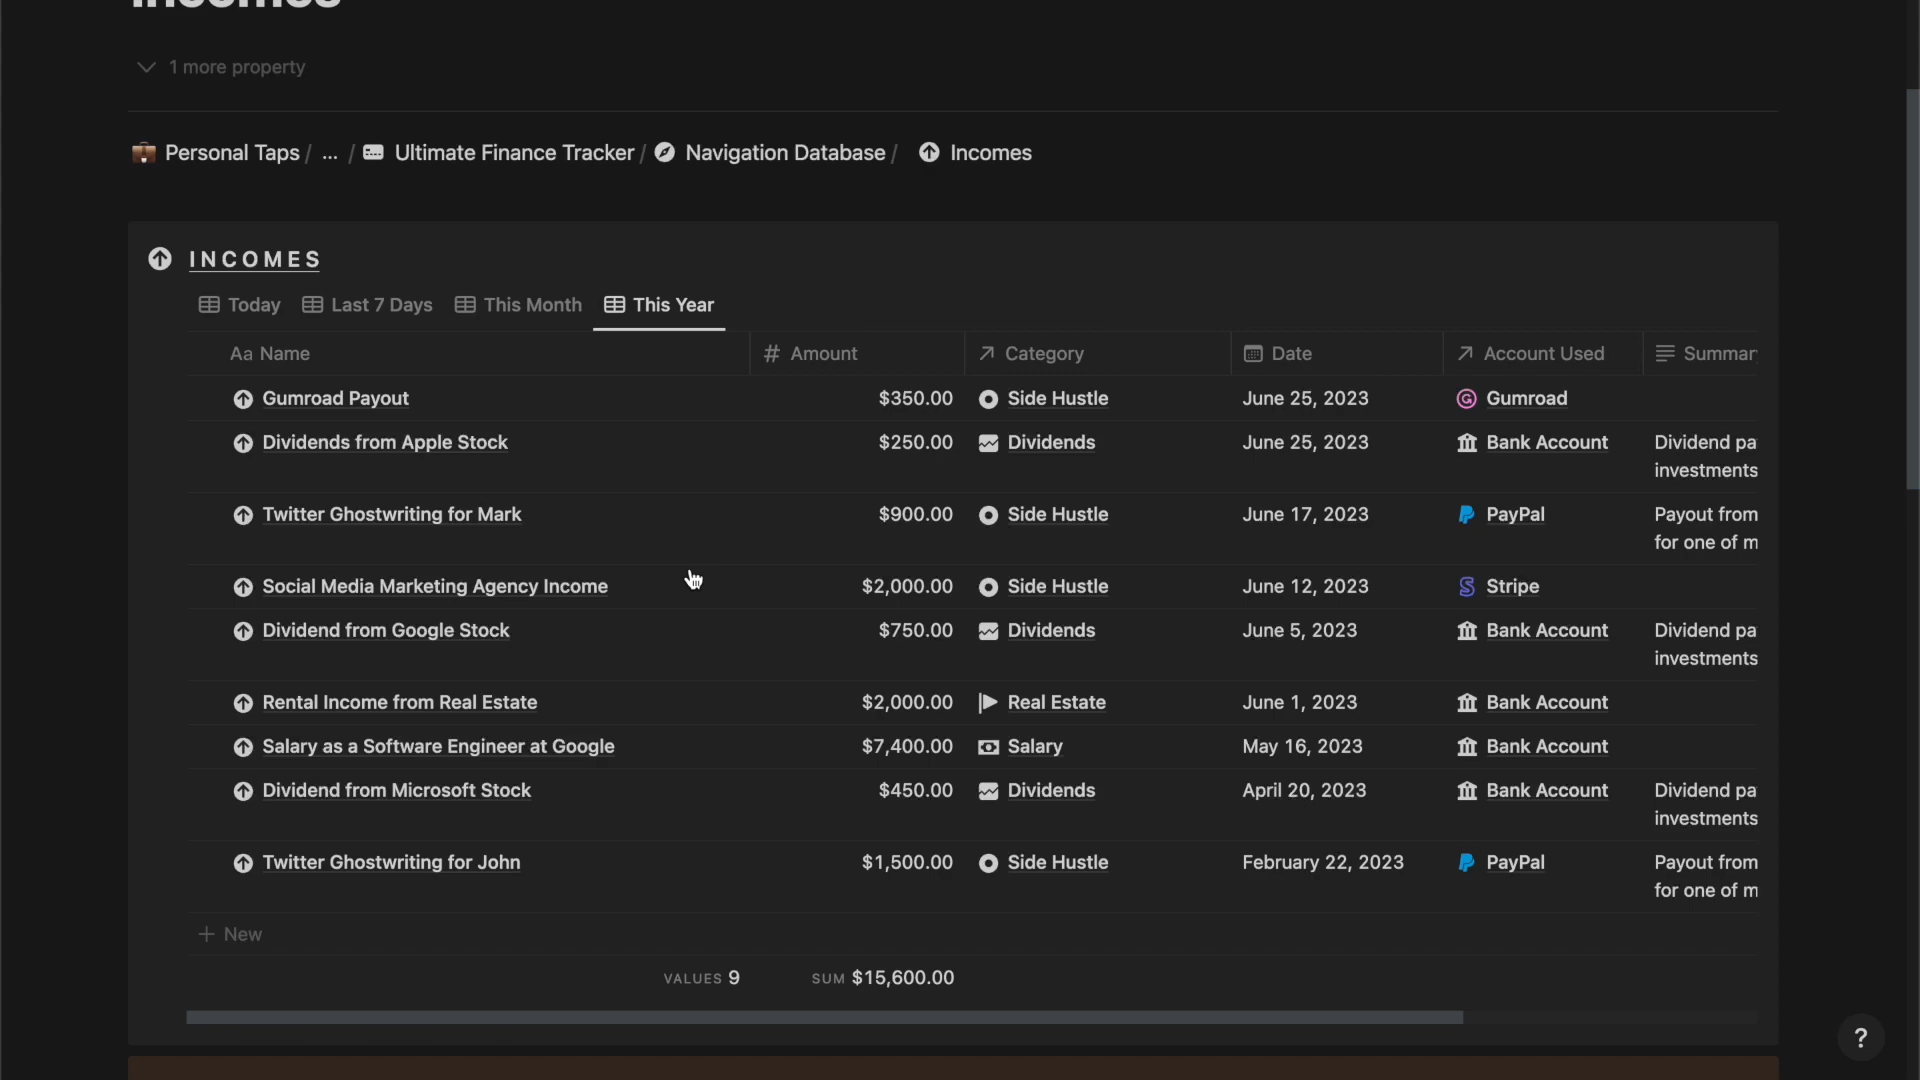 Incomes
1 more property
Personal Taps / ... / Ultimate Finance Tracker / Navigation Database / Incomes
INCOMES
Today Last 7 Days This Month This Year
Aa Name # Amount Category Date Account Used Summar
Gumroad Payout $350.00 Side Hustle June 25, 2023 Gumroad
Dividends from Apple Stock $250.00 Dividends June 25, 2023 Bank Account Dividend pa
investments
Twitter Ghostwriting for Mark $900.00 Side Hustle June 17, 2023 PayPal Payout from
for one of m
Social Media Marketing Agency Income $2,000.00 Side Hustle June 12, 2023 Stripe
Dividend from Google Stock $750.00 Dividends June 5, 2023 Bank Account Dividend pa
investments
Rental Income from Real Estate $2,000.00 Real Estate June 1, 2023 Bank Account
Salary as a Software Engineer at Google $7,400.00 Salary May 16, 2023 Bank Account
Dividend from Microsoft Stock $450.00 Dividends April 20, 2023 Bank Account Dividend pa
investments
Twitter Ghostwriting for John $1,500.00 Side Hustle February 22, 2023 PayPal Payout from
for one of m
+ New
VALUES 9 SUM $15,600.00
?